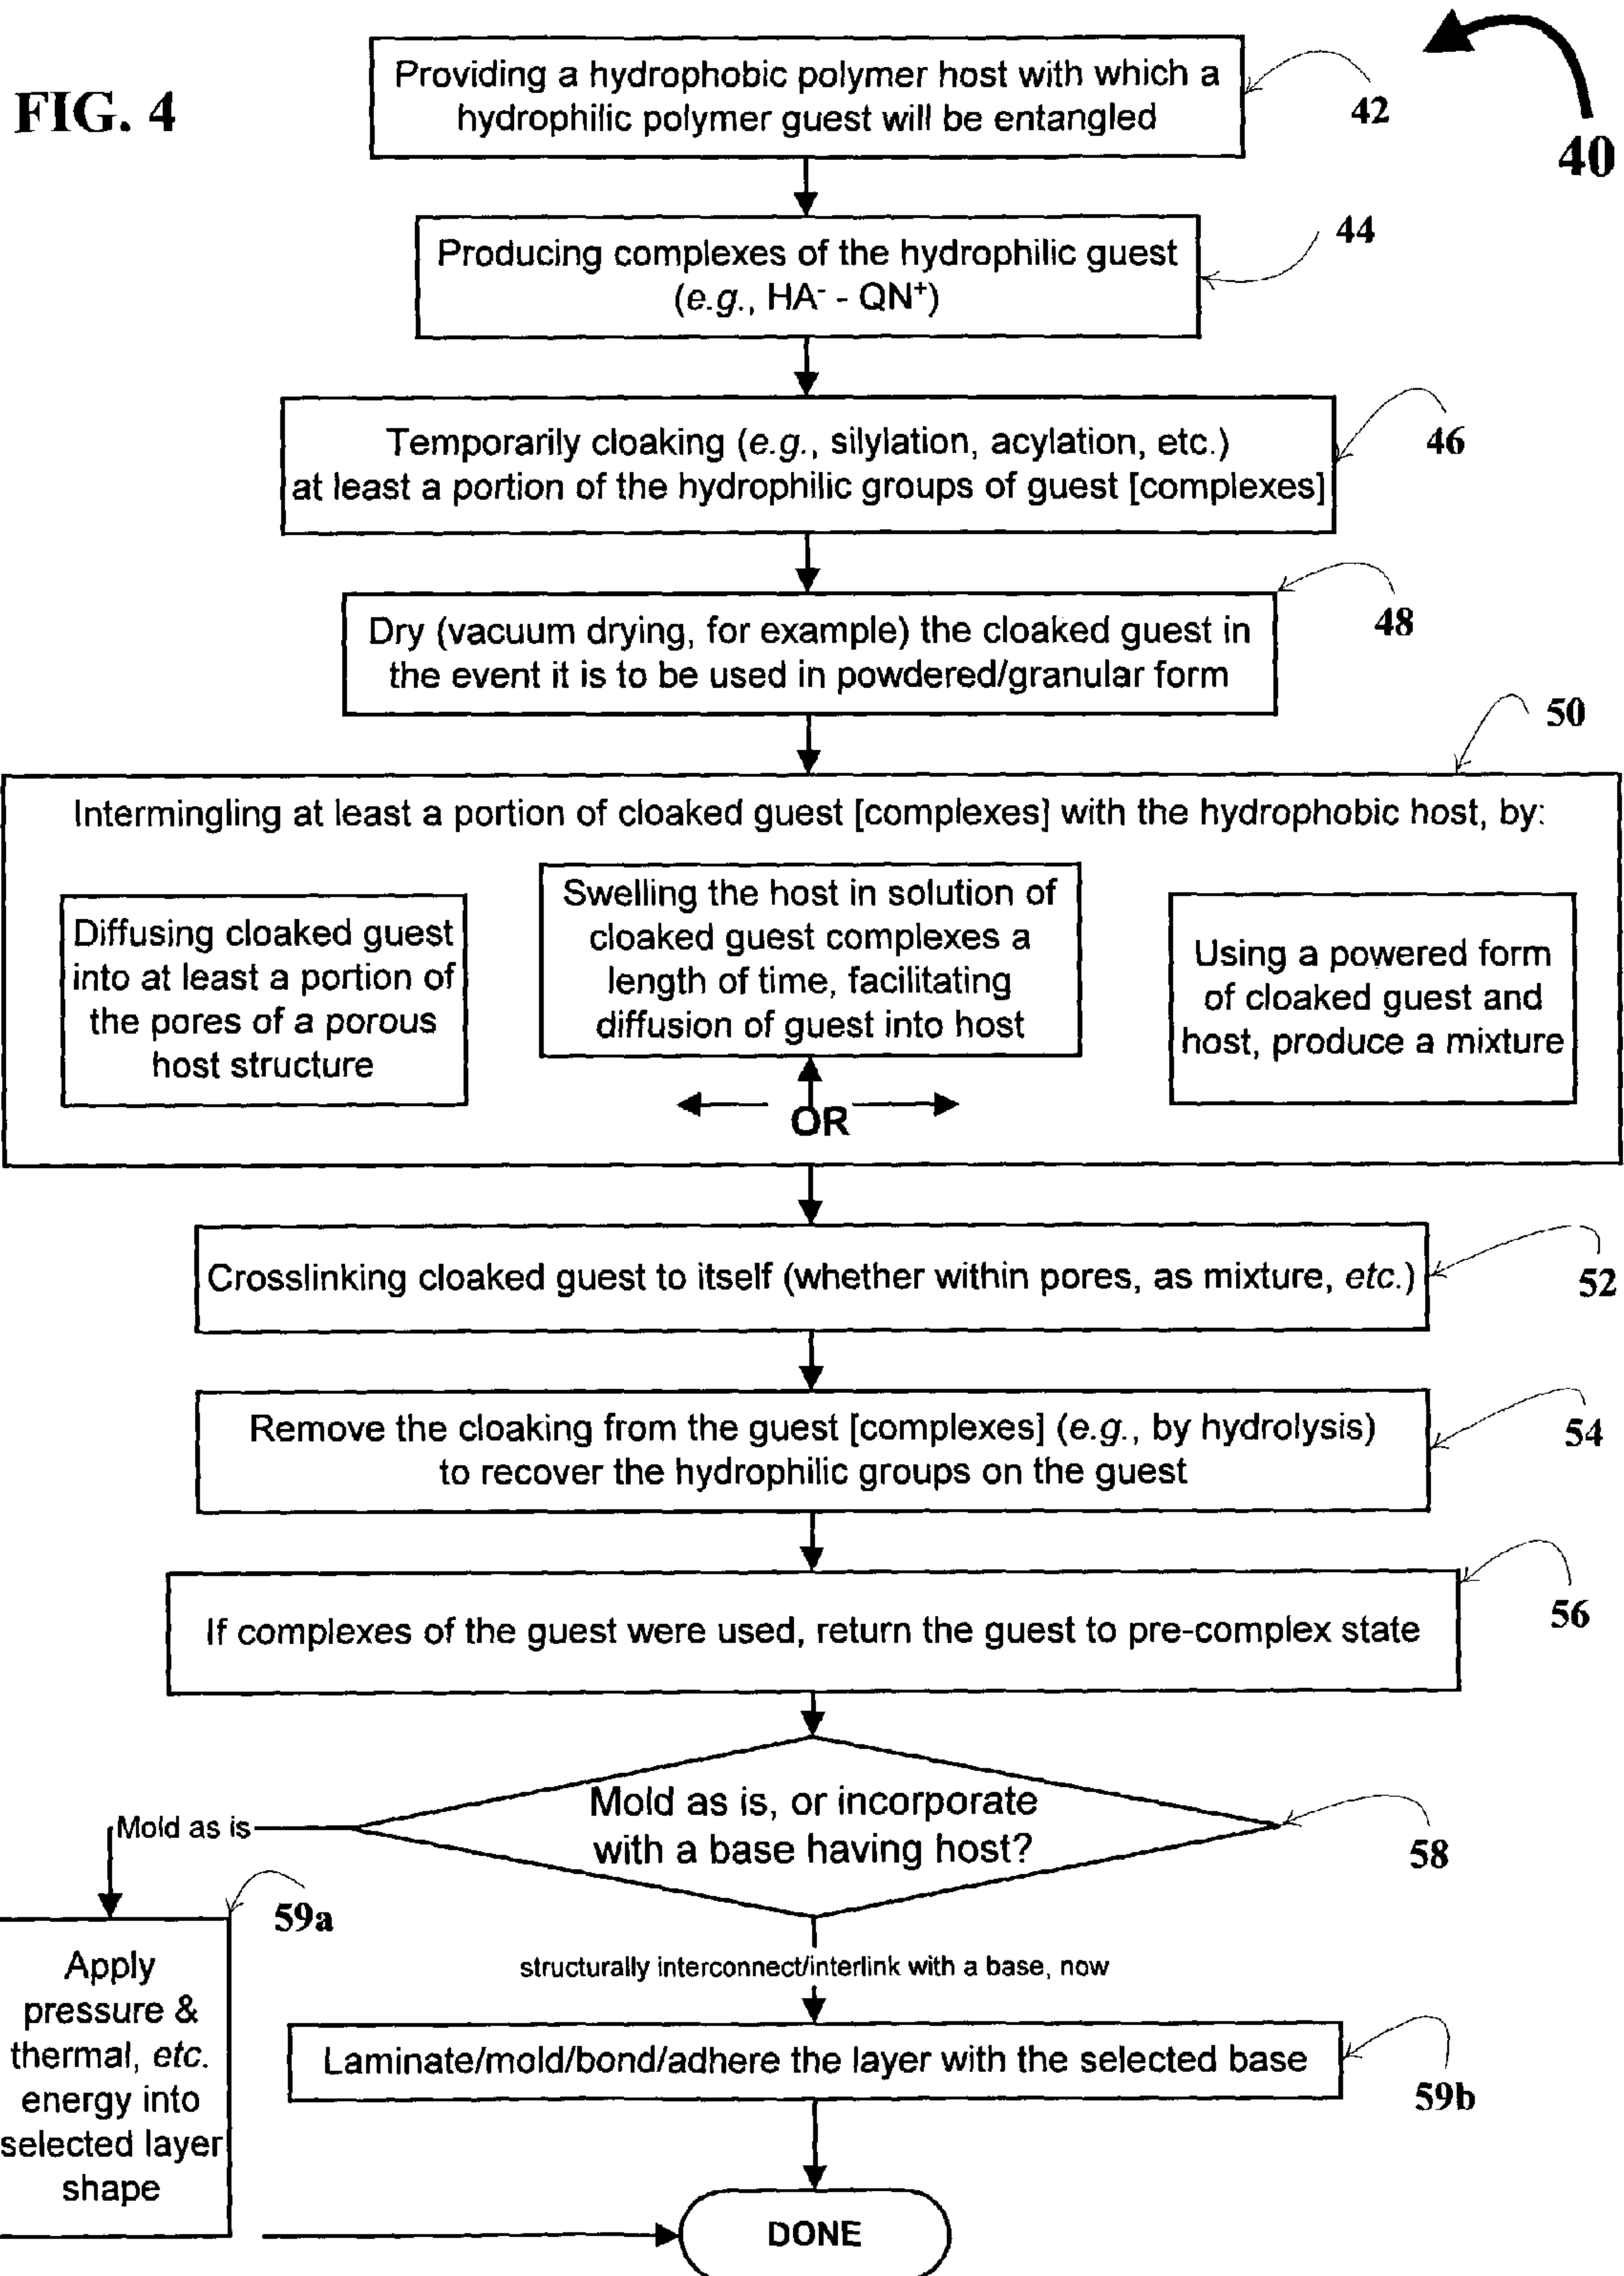 FIG. 4
40
Providing a hydrophobic polymer host with which a
hydrophilic polymer guest will be entangled
42
Producing complexes of the hydrophilic guest
(e.g., HA⁻ - QN⁺)
44
Temporarily cloaking (e.g., silylation, acylation, etc.)
at least a portion of the hydrophilic groups of guest [complexes]
46
Dry (vacuum drying, for example) the cloaked guest in
the event it is to be used in powdered/granular form
48
50
Intermingling at least a portion of cloaked guest [complexes] with the hydrophobic host, by:
Diffusing cloaked guest
into at least a portion of
the pores of a porous
host structure
Swelling the host in solution of
cloaked guest complexes a
length of time, facilitating
diffusion of guest into host
Using a powered form
of cloaked guest and
host, produce a mixture
OR
Crosslinking cloaked guest to itself (whether within pores, as mixture, etc.)
52
Remove the cloaking from the guest [complexes] (e.g., by hydrolysis)
to recover the hydrophilic groups on the guest
54
If complexes of the guest were used, return the guest to pre-complex state
56
Mold as is, or incorporate
with a base having host?
58
Mold as is
59a
Apply
pressure &
thermal, etc.
energy into
selected layer
shape
structurally interconnect/interlink with a base, now
Laminate/mold/bond/adhere the layer with the selected base
59b
DONE